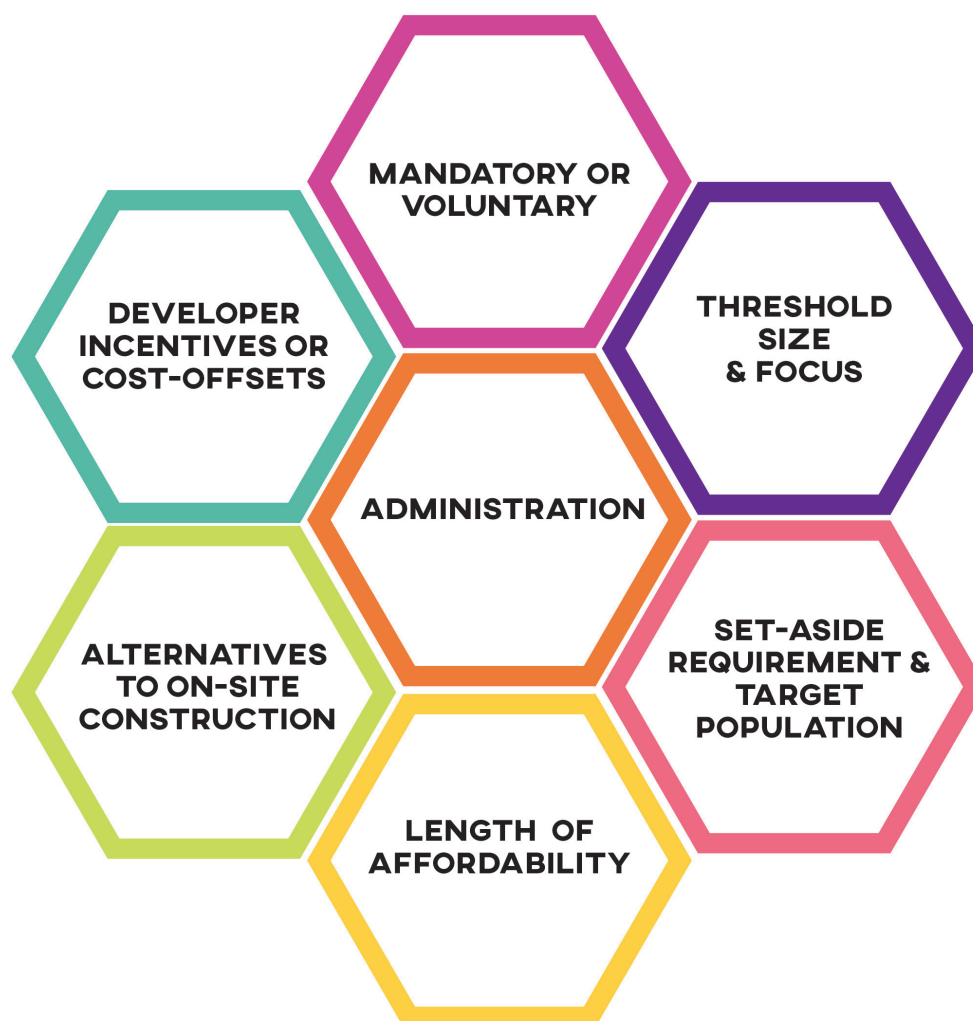 MANDATORY OR
VOLUNTARY
DEVELOPER
INCENTIVES OR
COST-OFFSETS
THRESHOLD
SIZE
& FOCUS
ADMINISTRATION
ALTERNATIVES
TO ON-SITE
CONSTRUCTION
SET-ASIDE
REQUIREMENT &
TARGET
POPULATION
LENGTH OF
AFFORDABILITY